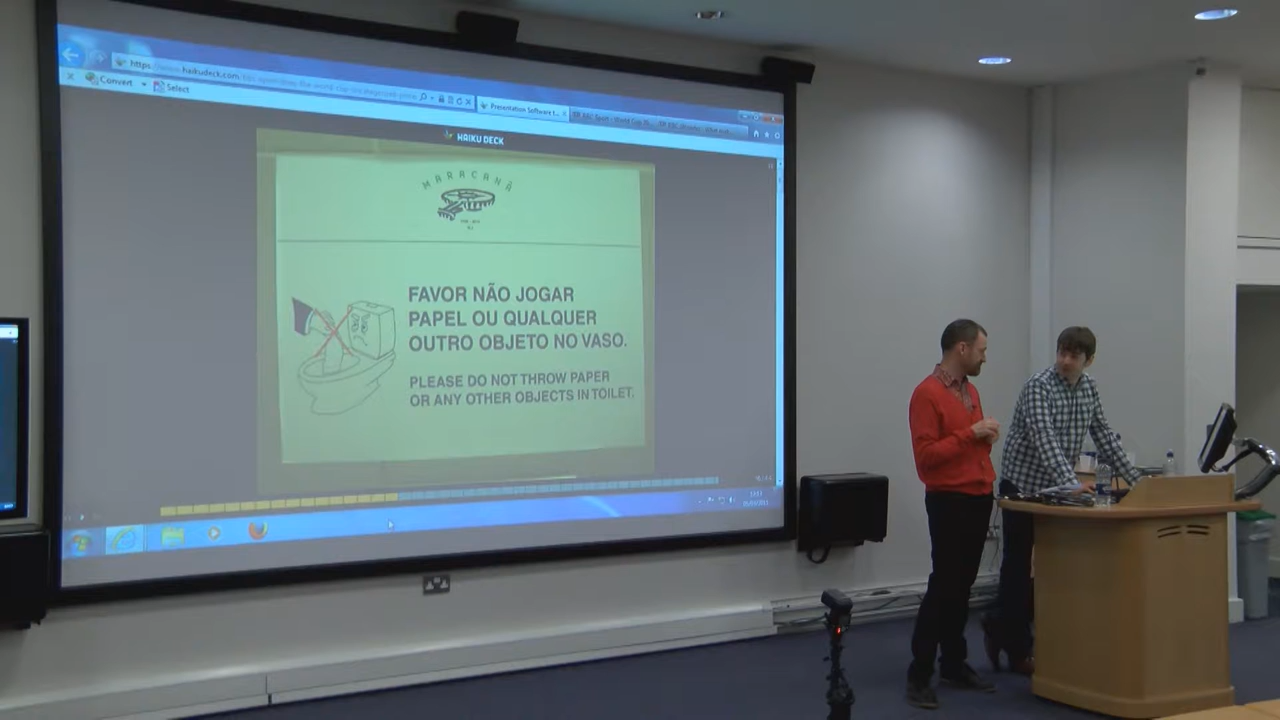 Convert
Select
Presentation Software t...
HAIKU DECK
MARACANÃ
FAVOR NÃO JOGAR
PAPEL OU QUALQUER
OUTRO OBJETO NO VASO.
PLEASE DO NOT THROW PAPER
OR ANY OTHER OBJECTS IN TOILET.